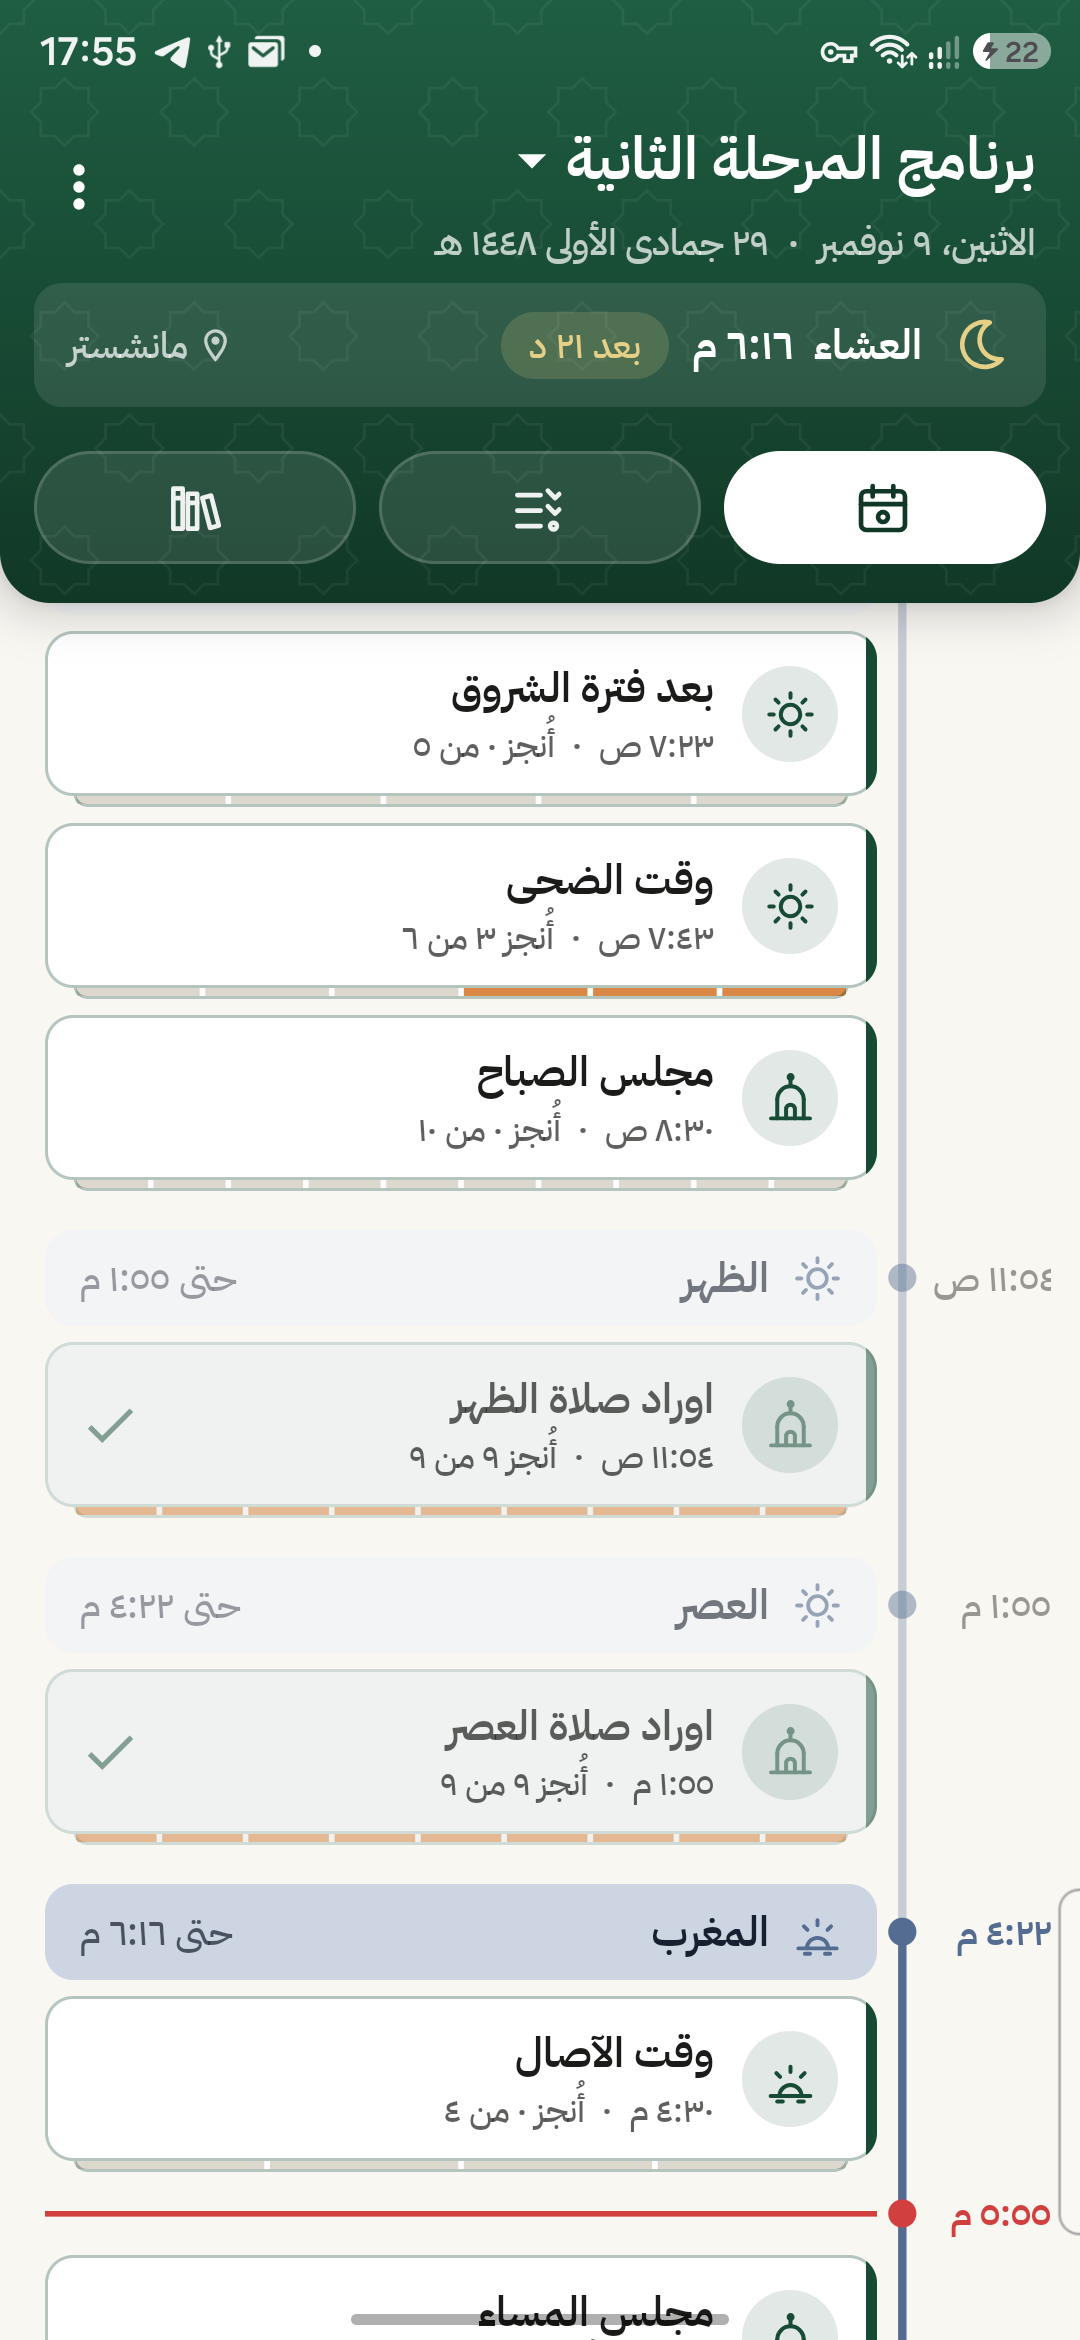 17:55
22
برنامج المرحلة الثانية
الاثنين، ٩ نوفمبر · ٢٩ جمادى الأولى ١٤٤٨ هـ
العشاء ٦:١٦ م بعد ٢١ د مانشستر
بعد فترة الشروق
٧:٢٣ ص · أُنجز ٠ من ٥
وقت الضحى
٧:٤٣ ص · أُنجز ٣ من ٦
مجلس الصباح
٨:٣٠ ص · أُنجز ٠ من ١٠
١١:٥٤ ص الظهر حتى ١:٥٥ م
اوراد صلاة الظهر
١١:٥٤ ص · أُنجز ٩ من ٩
١:٥٥ م العصر حتى ٤:٢٢ م
اوراد صلاة العصر
١:٥٥ م · أُنجز ٩ من ٩
٤:٢٢ م المغرب حتى ٦:١٦ م
وقت الآصال
٤:٣٠ م · أُنجز ٠ من ٤
٥:٥٥ م
مجلس المساء